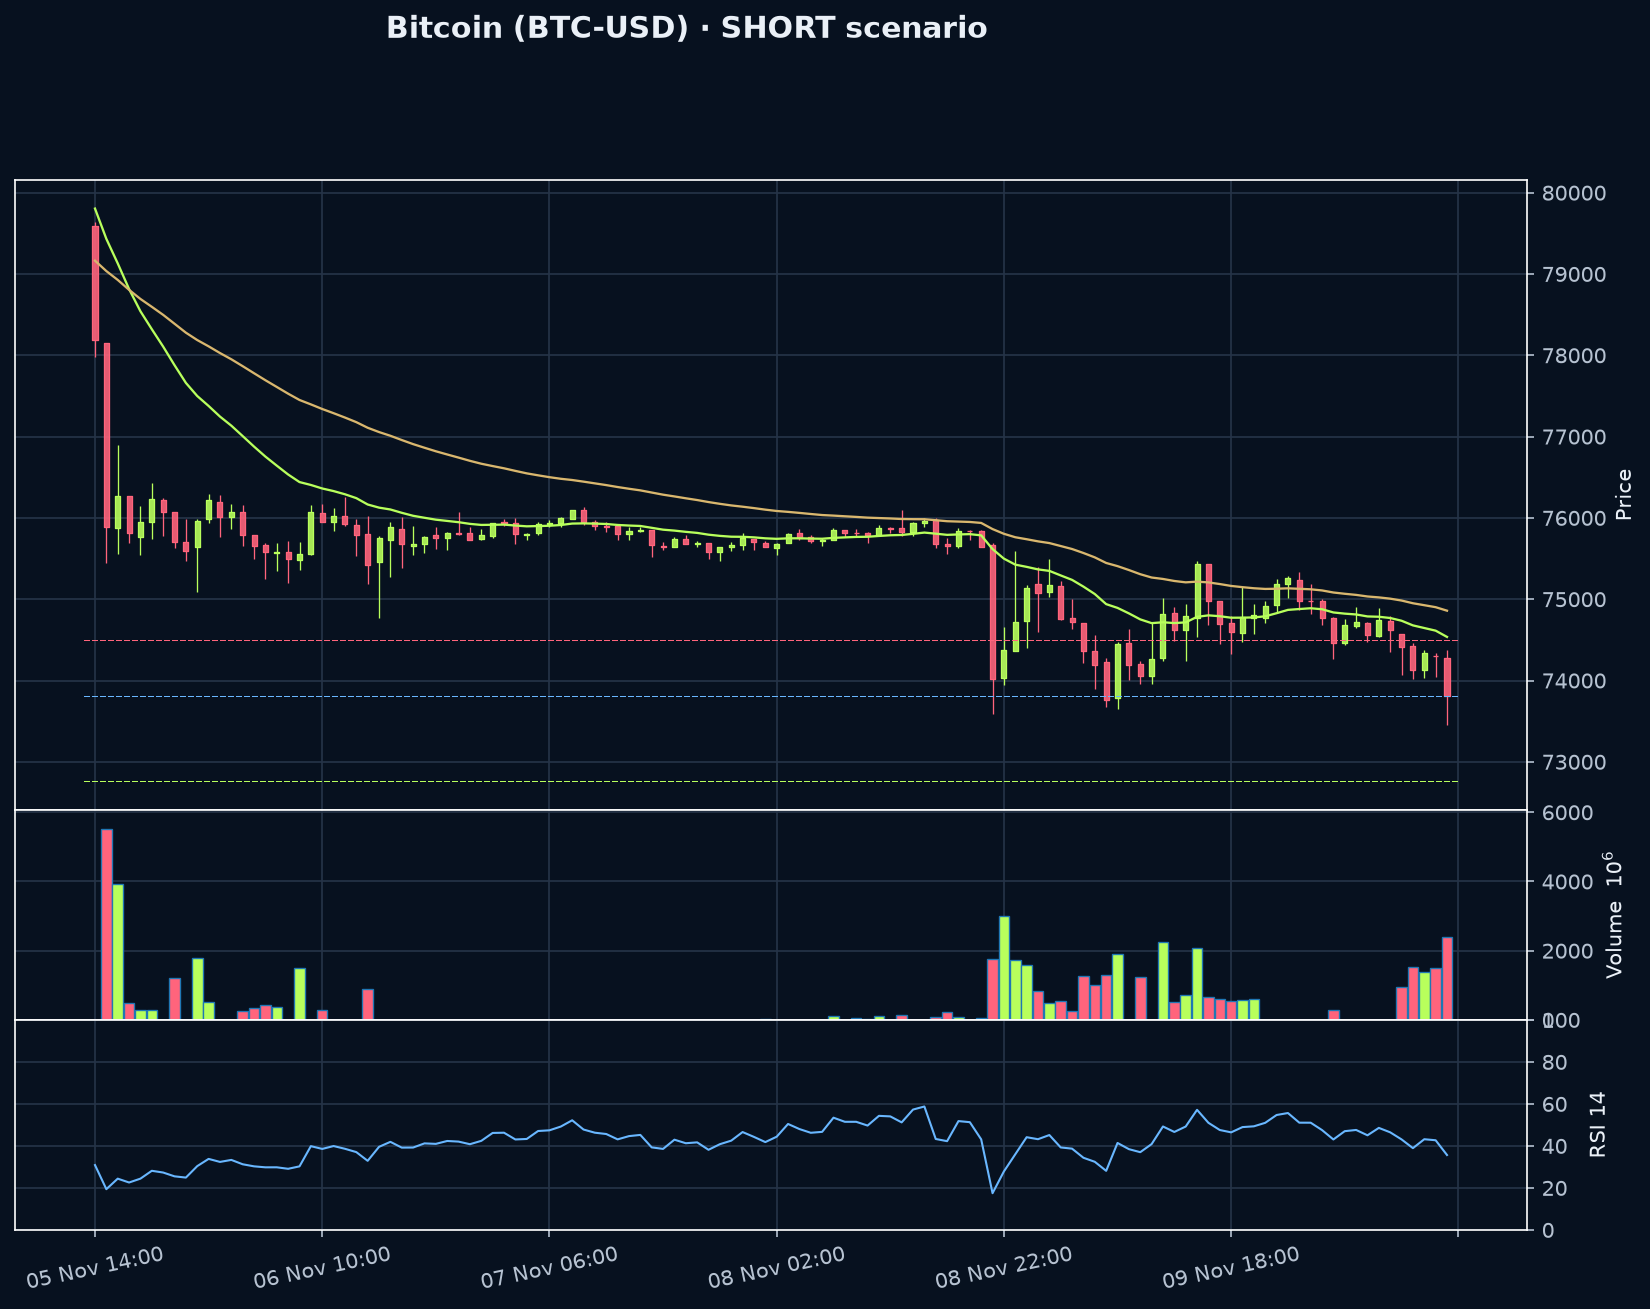 Bitcoin (BTC-USD) · SHORT scenario
80000
79000
78000
77000
76000
75000
74000
73000
Price
6000
4000
2000
0
Volume 10⁶
100
80
60
40
20
0
RSI 14
05 Nov 14:00
06 Nov 10:00
07 Nov 06:00
08 Nov 02:00
08 Nov 22:00
09 Nov 18:00